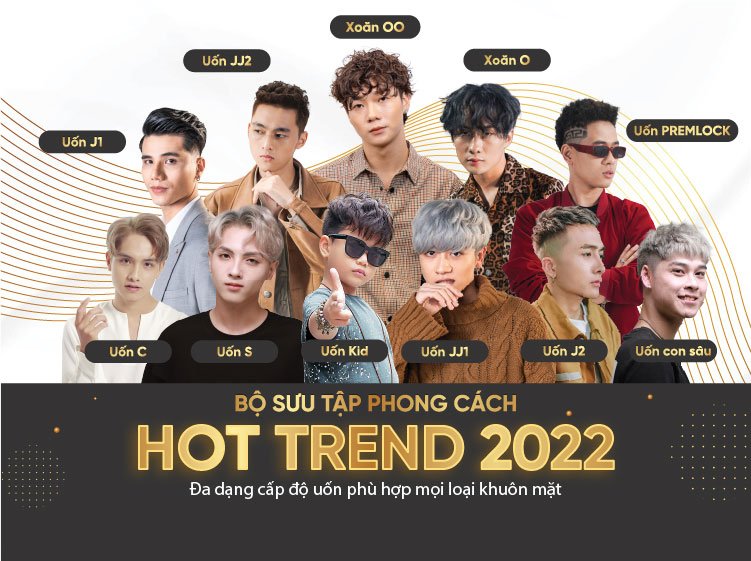 Xoăn OO
Uốn JJ2
Xoăn O
Uốn J1
Uốn PREMLOCK
Uốn C
Uốn S
Uốn Kid
Uốn JJ1
Uốn J2
Uốn con sâu
BỘ SƯU TẬP PHONG CÁCH
HOT TREND 2022
Đa dạng cấp độ uốn phù hợp mọi loại khuôn mặt